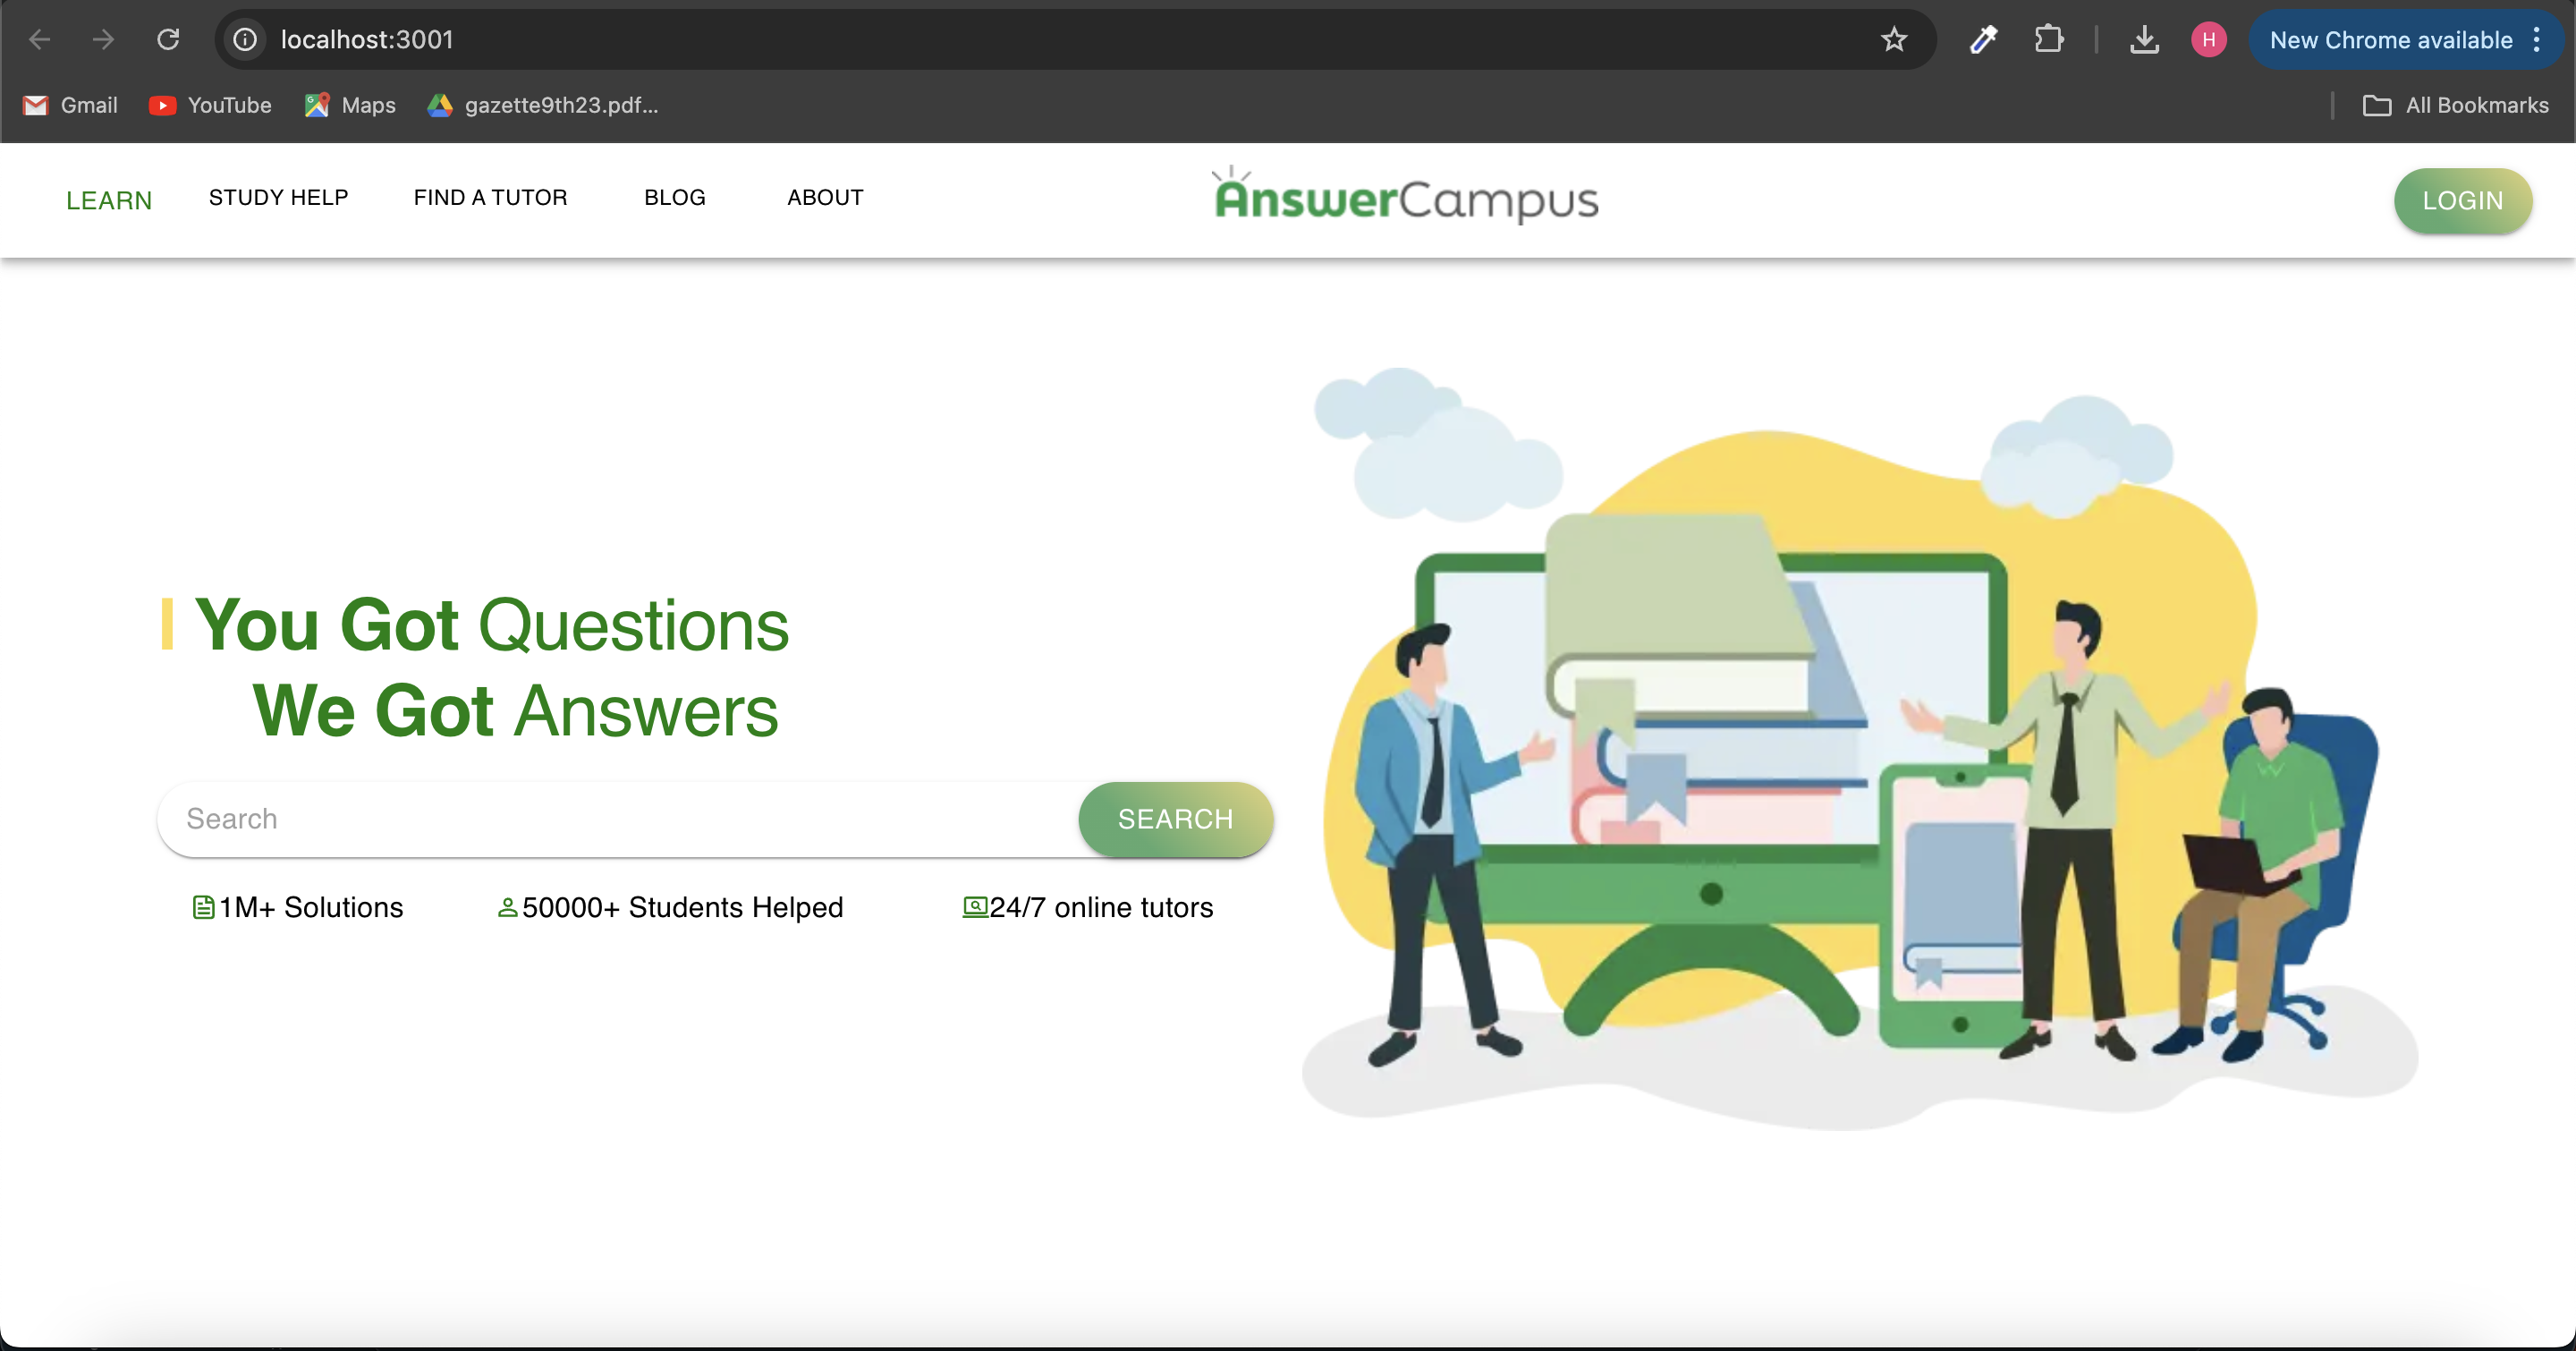 localhost:3001
New Chrome available
H
Gmail YouTube Maps gazette9th23.pdf... All Bookmarks
LEARN STUDY HELP FIND A TUTOR BLOG ABOUT AnswerCampus LOGIN
You Got Questions
We Got Answers
Search SEARCH
1M+ Solutions 50000+ Students Helped 24/7 online tutors